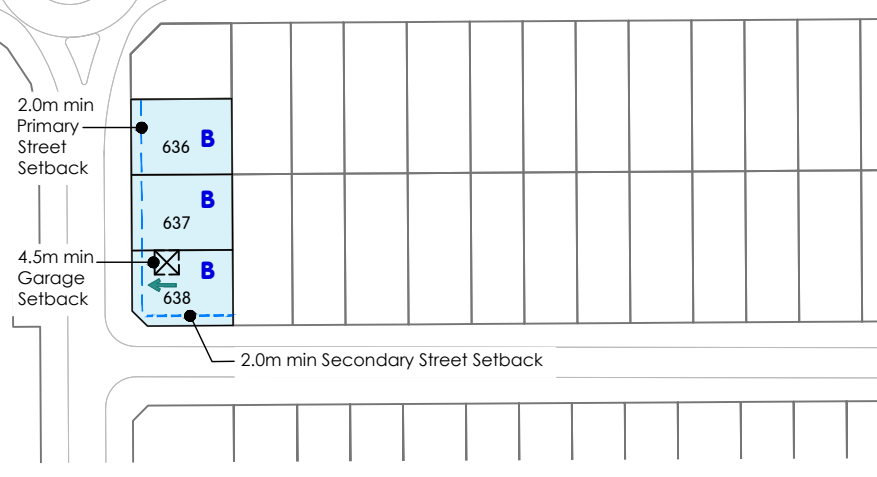 2.0m min
Primary
Street
Setback
636 B
B
637
4.5m min
Garage
Setback
B
638
2.0m min Secondary Street Setback